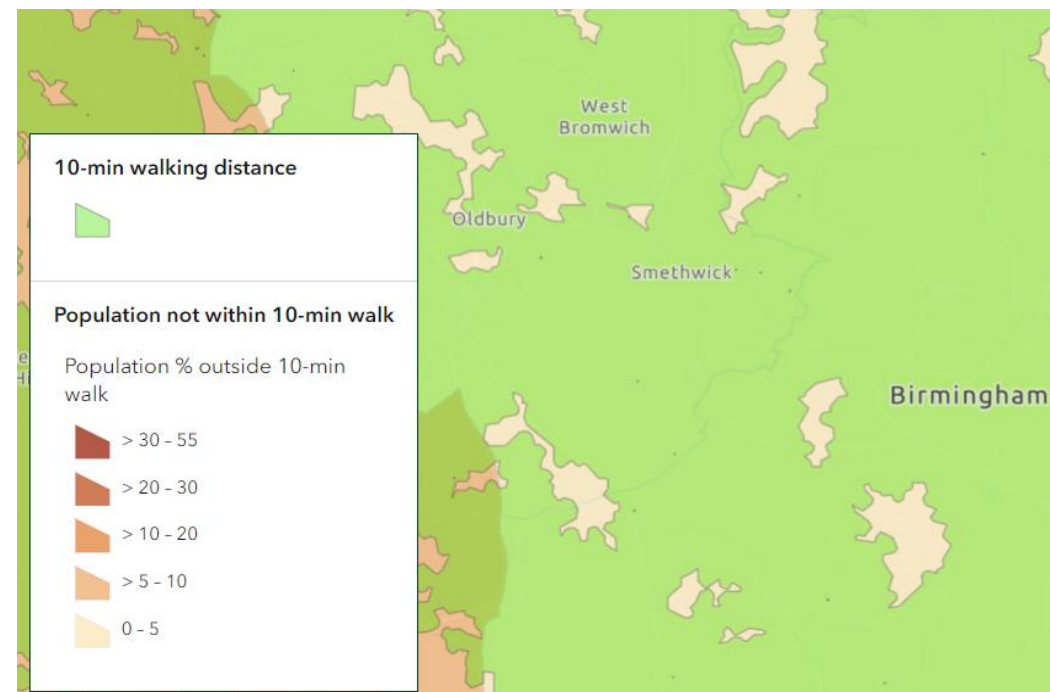 West
Bromwich
10-min walking distance
Oldbury
Smethwick
Population not within 10-min walk
Population % outside 10-min
walk
Birmingham
> 30 – 55
> 20 – 30
> 10 – 20
> 5 – 10
0 – 5